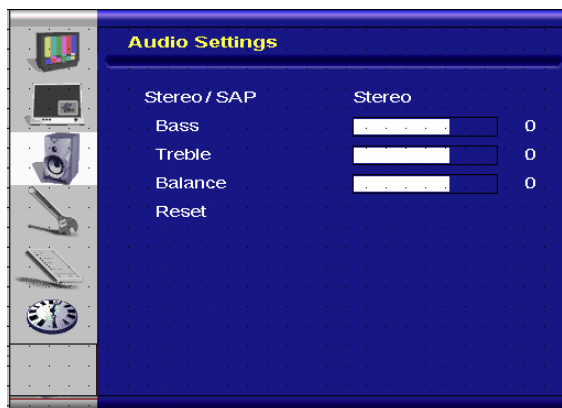 Audio Settings
Stereo / SAP Stereo
Bass 0
Treble 0
Balance 0
Reset